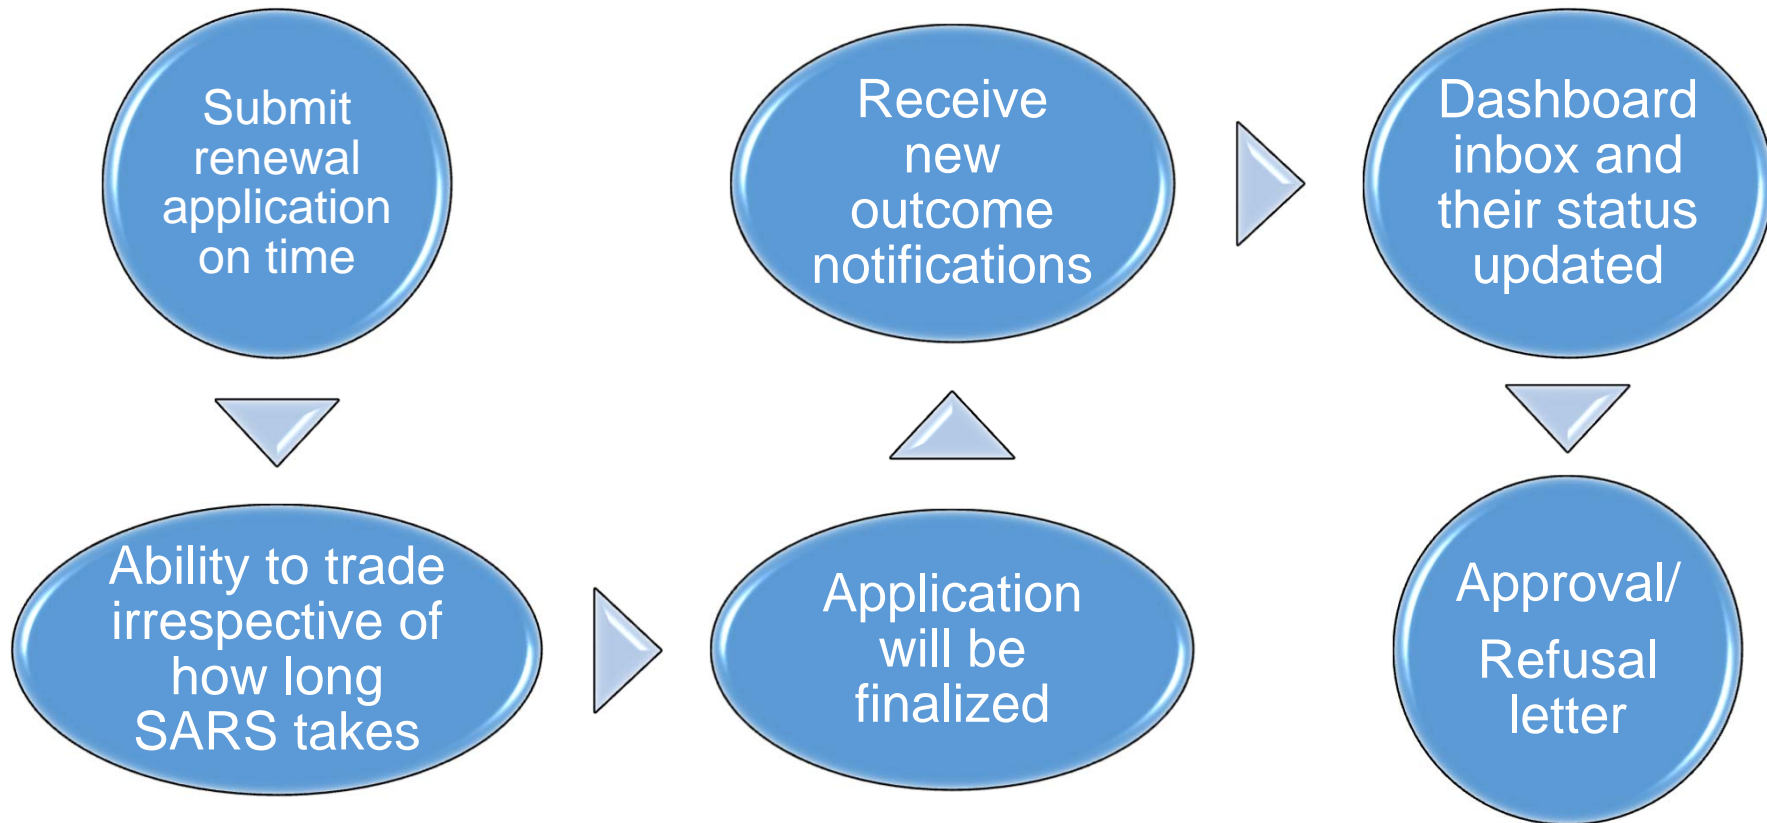 Submit
renewal
application
on time
Ability to trade
irrespective of
how long
SARS takes
Application
will be
finalized
Receive
new
outcome
notifications
Dashboard
inbox and
their status
updated
Approval/
Refusal
letter